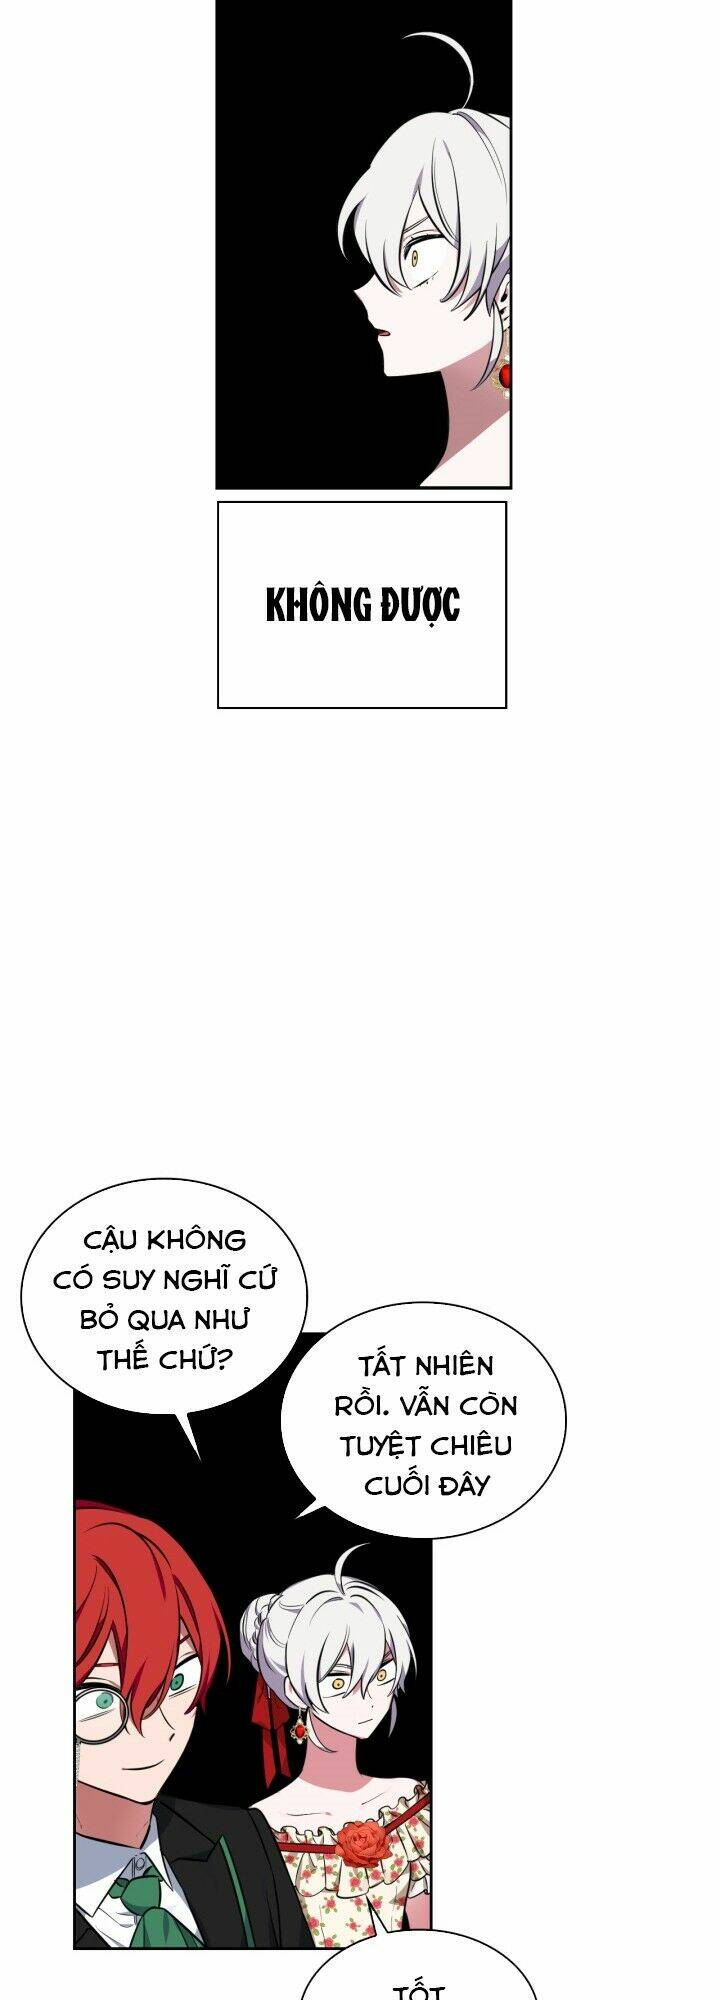 KHÔNG ĐƯỢC
CẬU KHÔNG
CÓ SUY NGHĨ CỨ
BỎ QUA NHƯ
THẾ CHỨ?
TẤT NHIÊN
RỒI. VẪN CÒN
TUYỆT CHIÊU
CUỐI ĐÂY
TỐT